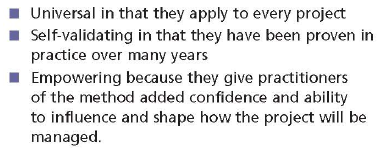 ■ Universal in that they apply to every project
■ Self-validating in that they have been proven in
practice over many years
■ Empowering because they give practitioners
of the method added confidence and ability
to influence and shape how the project will be
managed.